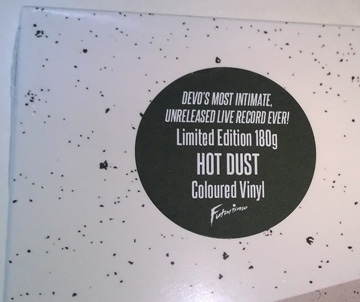 DEVO'S MOST INTIMATE,
UNRELEASED LIVE RECORD EVER!
Limited Edition 180g
HOT DUST
Coloured Vinyl
Futurismo